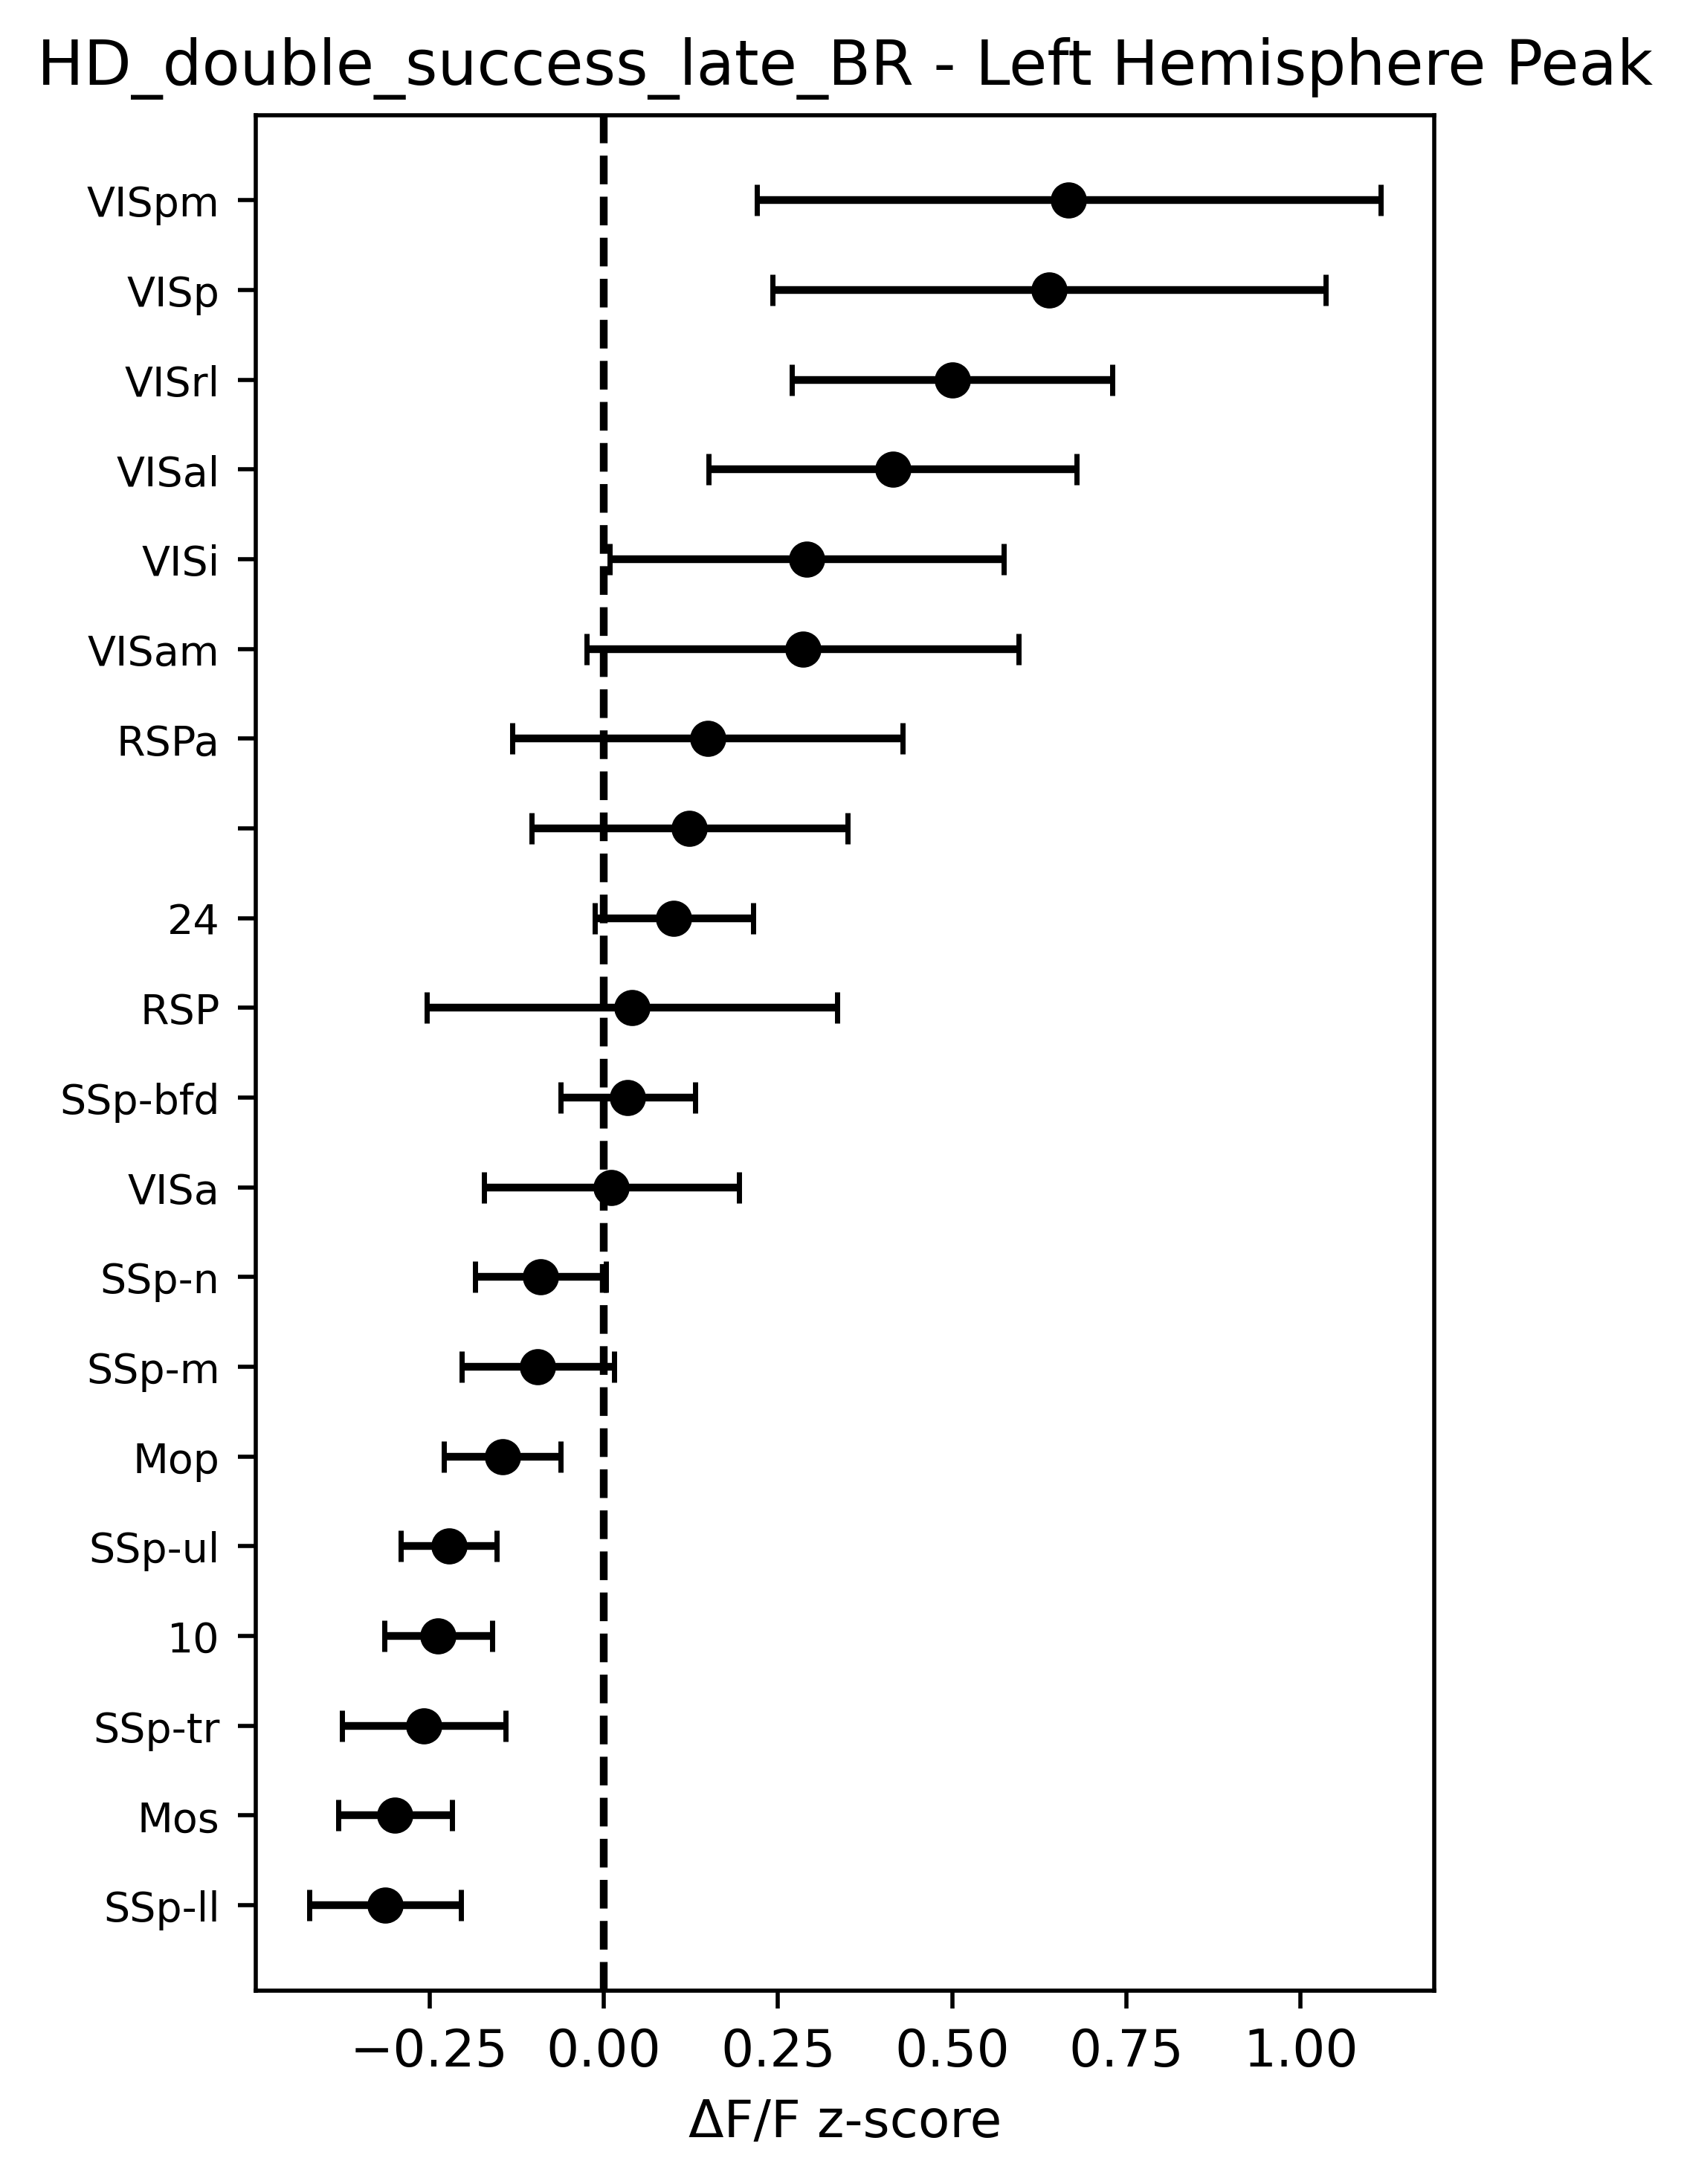 HD_double_success_late_BR - Left Hemisphere Peak
VISpm
VISp
VISrl
VISal
VISi
VISam
RSPa
24
RSP
SSp-bfd
VISa
SSp-n
SSp-m
Mop
SSp-ul
10
SSp-tr
Mos
SSp-ll
−0.25 0.00 0.25 0.50 0.75 1.00
ΔF/F z-score